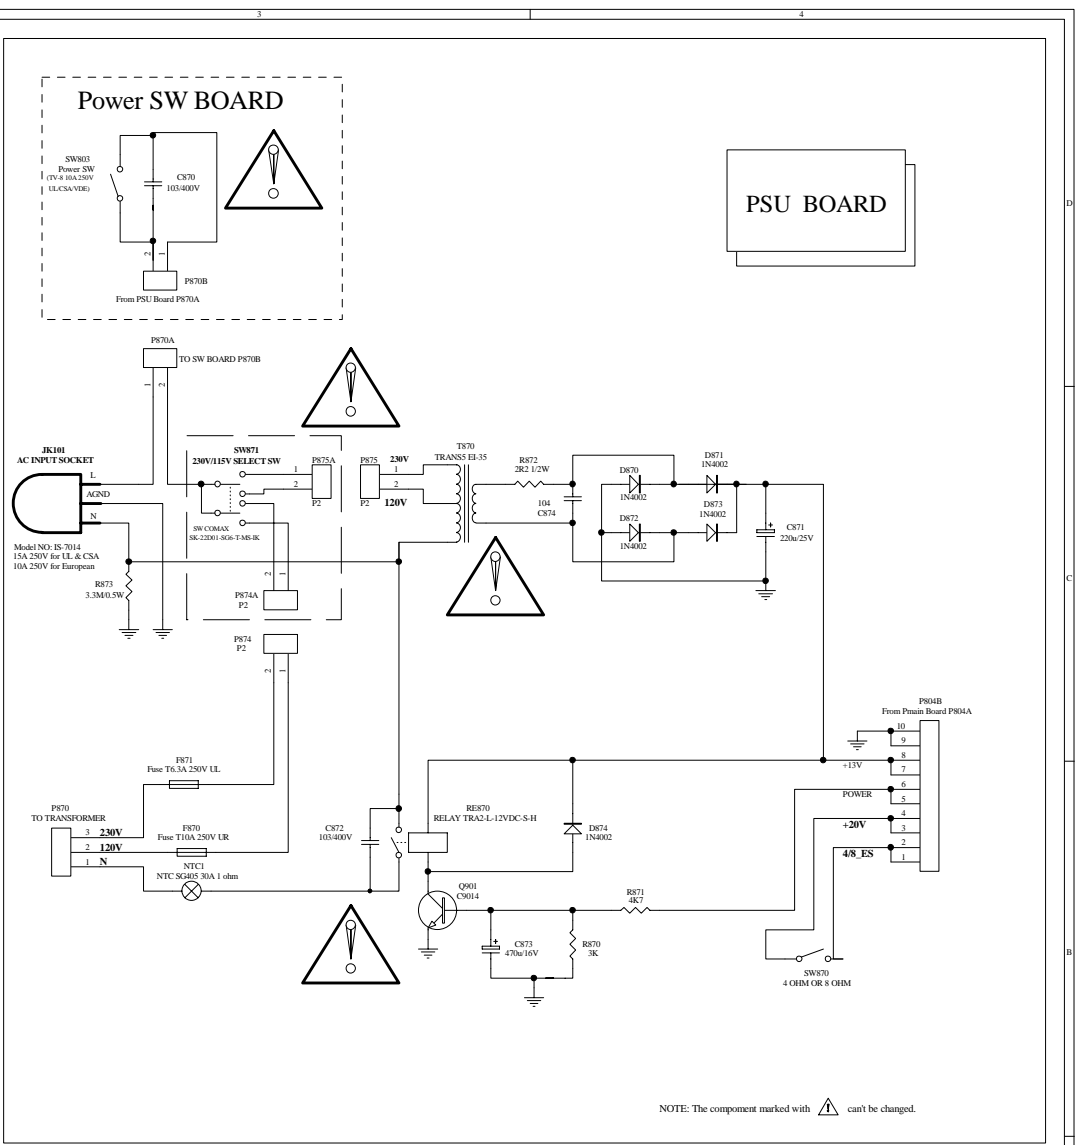 3
4
Power SW BOARD
SW803
Power SW
(TV-8 10A 250V
UL/CSA/VDE)
C870
103/400V
2
1
P870B
From PSU Board P870A
PSU BOARD
D
P870A
TO SW BOARD P870B
1
2
JK101
AC INPUT SOCKET
L
AGND
N
Model NO: IS-7014
15A 250V for UL & CSA
10A 250V for European
R873
3.3M/0.5W
SW871
230V/115V SELECT SW
P875A
1
2
P2
SW COMAX
SK-22D01-SG6-T-MS-IK
2
1
P874A
P2
P875
230V
1
2
P2
120V
T870
TRANS5 EI-35
R872
2R2 1/2W
104
C874
D870
1N4002
D871
1N4002
D872
1N4002
D873
1N4002
C871
220u/25V
C
P874
P2
2
1
F871
Fuse T6.3A 250V UL
P870
TO TRANSFORMER
3 230V
2 120V
1 N
F870
Fuse T10A 250V UR
NTC1
NTC SG405 30A 1 ohm
C872
103/400V
RE870
RELAY TRA2-L-12VDC-S-H
D874
1N4002
Q901
C9014
C873
470u/16V
R870
3K
R871
4K7
P804B
From Pmain Board P804A
10
9
8
+13V
7
6
POWER
5
4
+20V
3
2
4/8_ES
1
SW870
4 OHM OR 8 OHM
B
NOTE: The compoment marked with ! can't be changed.